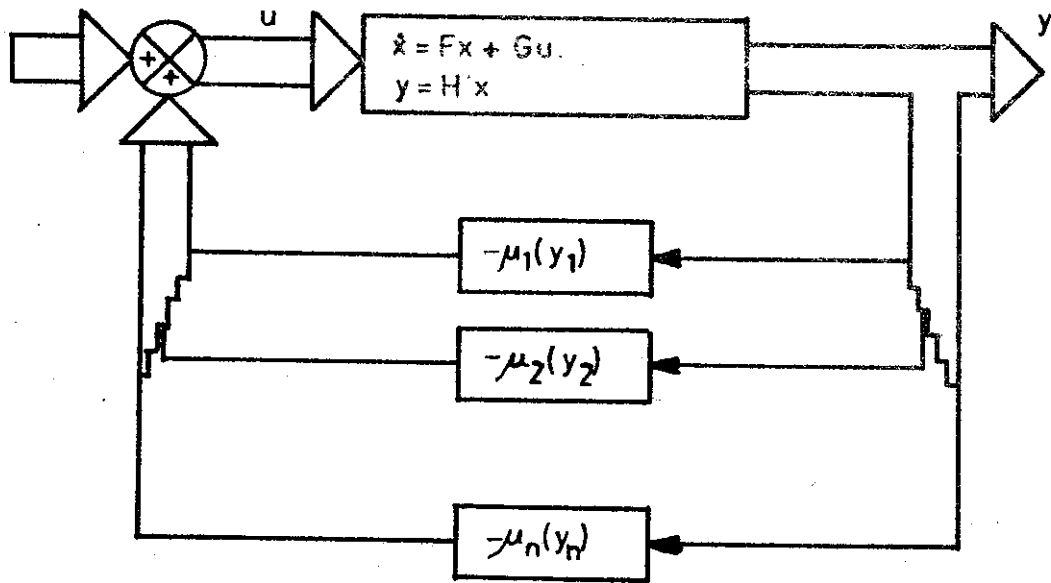 u
y
ẋ = Fx + Gu.
y = H'x
+
+
-μ₁(y₁)
-μ₂(y₂)
-μₙ(yₙ)